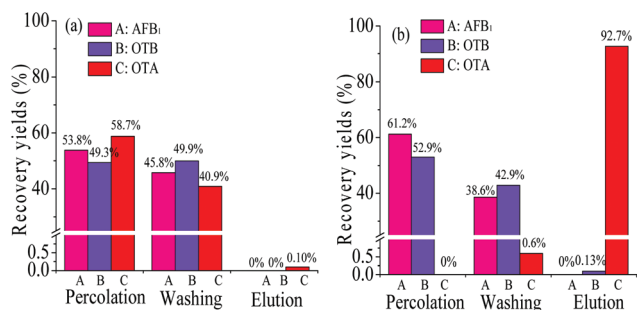 (a)
A: AFB₁
B: OTB
C: OTA
Recovery yields (%)
100
80
60
40
0.5
0.0
53.8%
49.3%
58.7%
45.8%
49.9%
40.9%
0% 0% 0.10%
A B C A B C A B C
Percolation Washing Elution
(b)
A: AFB₁
B: OTB
C: OTA
Recovery yields (%)
100
80
60
40
0.5
0.0
61.2%
52.9%
0%
38.6%
42.9%
0.6%
0% 0.13%
92.7%
A B C A B C A B C
Percolation Washing Elution